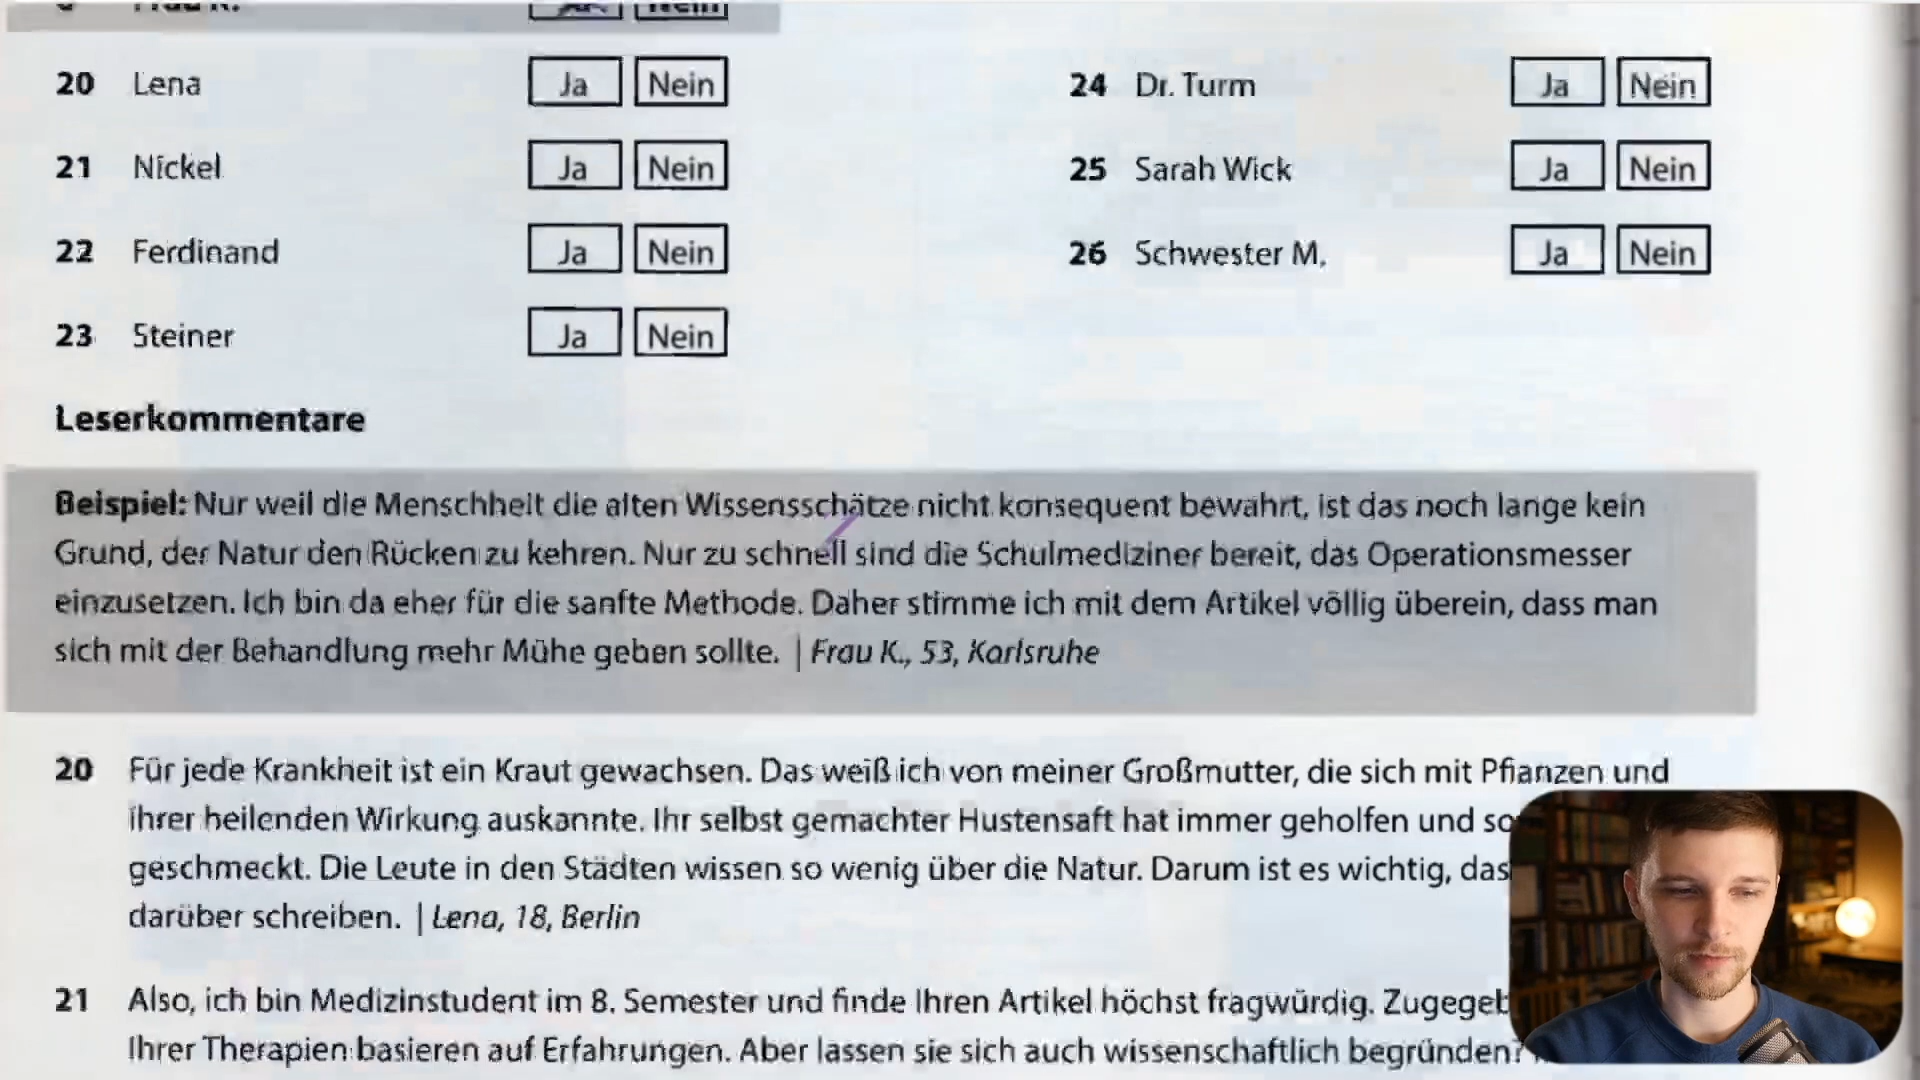 20 Lena Ja Nein
21 Nickel Ja Nein
22 Ferdinand Ja Nein
23 Steiner Ja Nein
24 Dr. Turm Ja Nein
25 Sarah Wick Ja Nein
26 Schwester M. Ja Nein
Leserkommentare
Beispiel: Nur weil die Menschheit die alten Wissensschätze nicht konsequent bewahrt, ist das noch lange kein
Grund, der Natur den Rücken zu kehren. Nur zu schnell sind die Schulmediziner bereit, das Operationsmesser
einzusetzen. Ich bin da eher für die sanfte Methode. Daher stimme ich mit dem Artikel völlig überein, dass man
sich mit der Behandlung mehr Mühe geben sollte. | Frau K., 53, Karlsruhe
20 Für jede Krankheit ist ein Kraut gewachsen. Das weiß ich von meiner Großmutter, die sich mit Pflanzen und
ihrer heilenden Wirkung auskannte. Ihr selbst gemachter Hustensaft hat immer geholfen und
geschmeckt. Die Leute in den Städten wissen so wenig über die Natur. Darum ist es wichtig,
darüber schreiben. | Lena, 18, Berlin
21 Also, ich bin Medizinstudent im 8. Semester und finde Ihren Artikel höchst fragwürdig.
Ihrer Therapien basieren auf Erfahrungen. Aber lassen sie sich auch wissenschaftlich begründen?